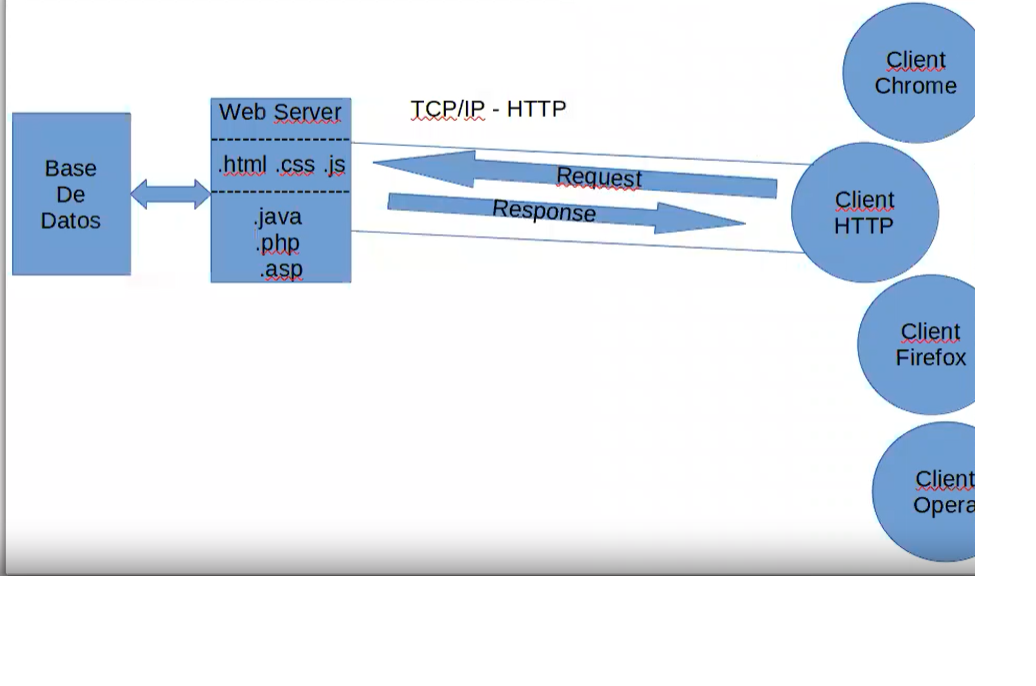 Base
De
Datos
Web Server
.html .css .js
.java
.php
.asp
TCP/IP - HTTP
Request
Response
Client
Chrome
Client
HTTP
Client
Firefox
Client
Opera